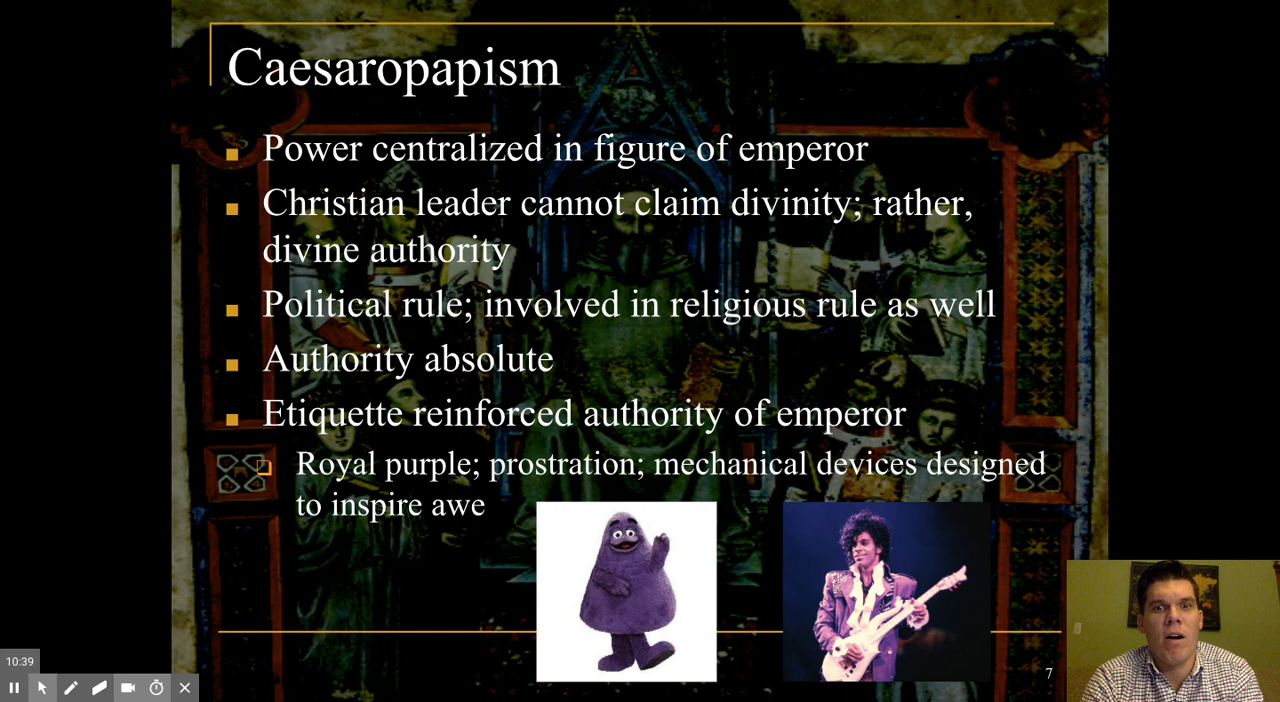 Caesaropapism
Power centralized in figure of emperor
Christian leader cannot claim divinity; rather,
divine authority
Political rule; involved in religious rule as well
Authority absolute
Etiquette reinforced authority of emperor
Royal purple; prostration; mechanical devices designed
to inspire awe
7
10:39